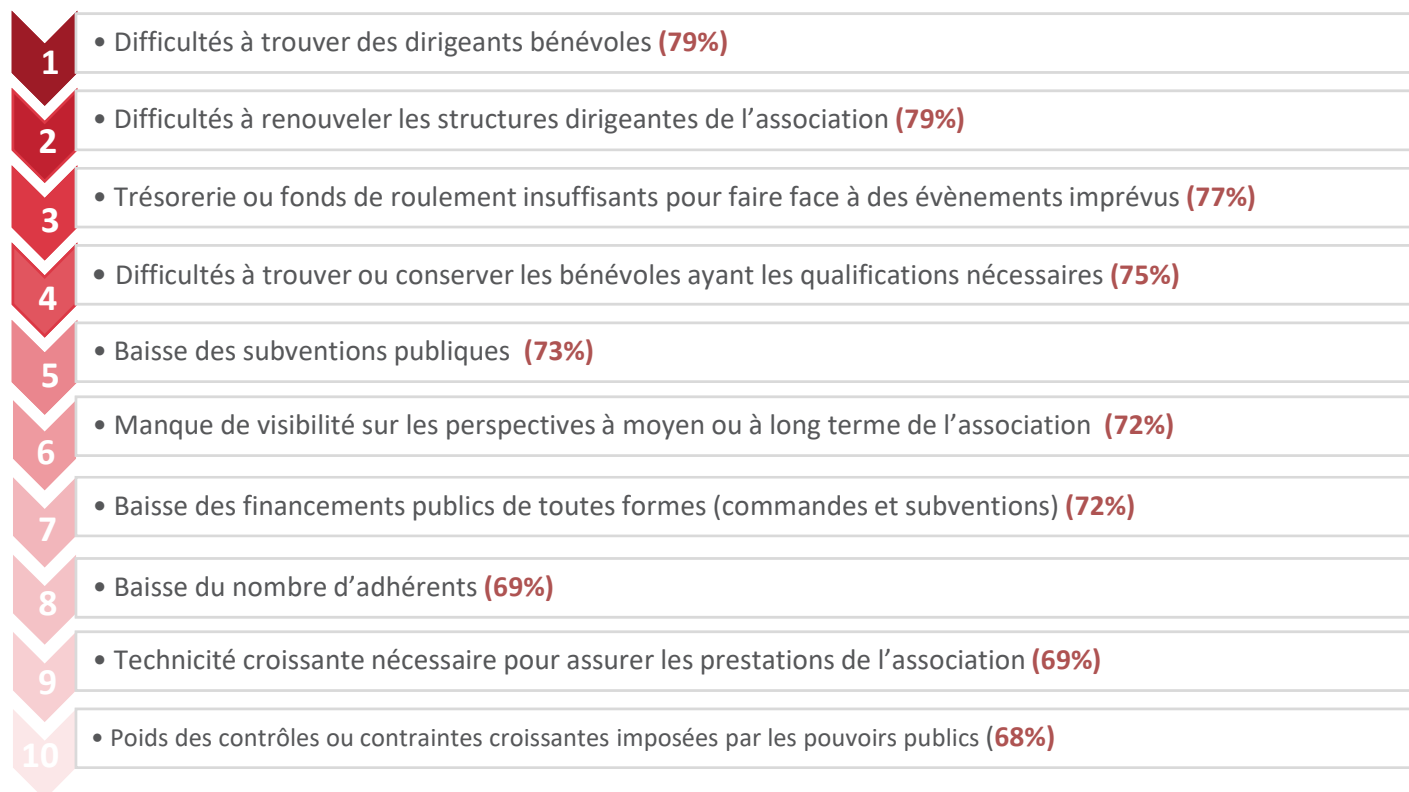 1 • Difficultés à trouver des dirigeants bénévoles (79%)
2 • Difficultés à renouveler les structures dirigeantes de l’association (79%)
3 • Trésorerie ou fonds de roulement insuffisants pour faire face à des évènements imprévus (77%)
4 • Difficultés à trouver ou conserver les bénévoles ayant les qualifications nécessaires (75%)
5 • Baisse des subventions publiques (73%)
6 • Manque de visibilité sur les perspectives à moyen ou à long terme de l’association (72%)
7 • Baisse des financements publics de toutes formes (commandes et subventions) (72%)
8 • Baisse du nombre d’adhérents (69%)
9 • Technicité croissante nécessaire pour assurer les prestations de l’association (69%)
10 • Poids des contrôles ou contraintes croissantes imposées par les pouvoirs publics (68%)